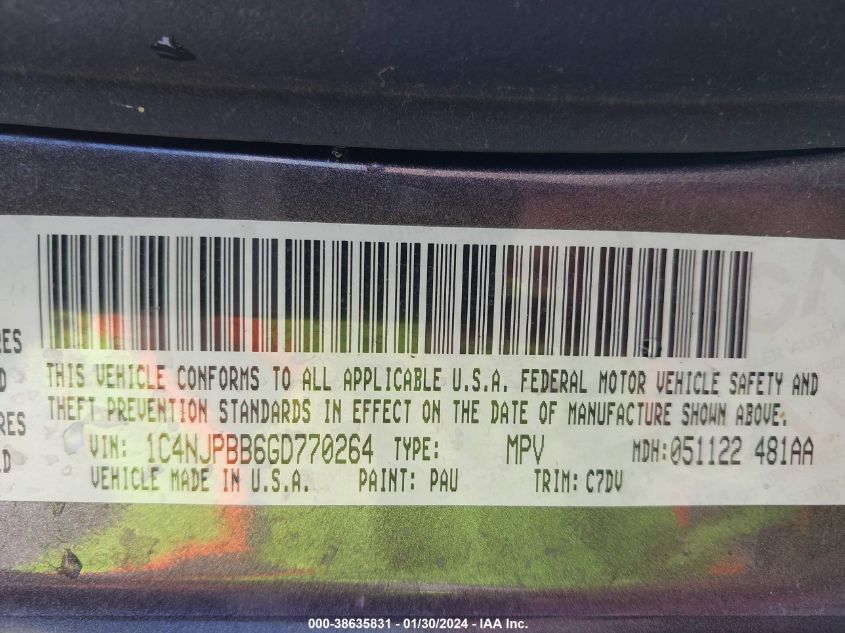 THIS VEHICLE CONFORMS TO ALL APPLICABLE U.S.A. FEDERAL MOTOR VEHICLE SAFETY AND
THEFT PREVENTION STANDARDS IN EFFECT ON THE DATE OF MANUFACTURE SHOWN ABOVE:
VIN: 1C4NJPBB6GD770264 TYPE: MPV MDH: 051122 481AA
VEHICLE MADE IN U.S.A. PAINT: PAU TRIM: C7DV
000-38635831 - 01/30/2024 - IAA Inc.